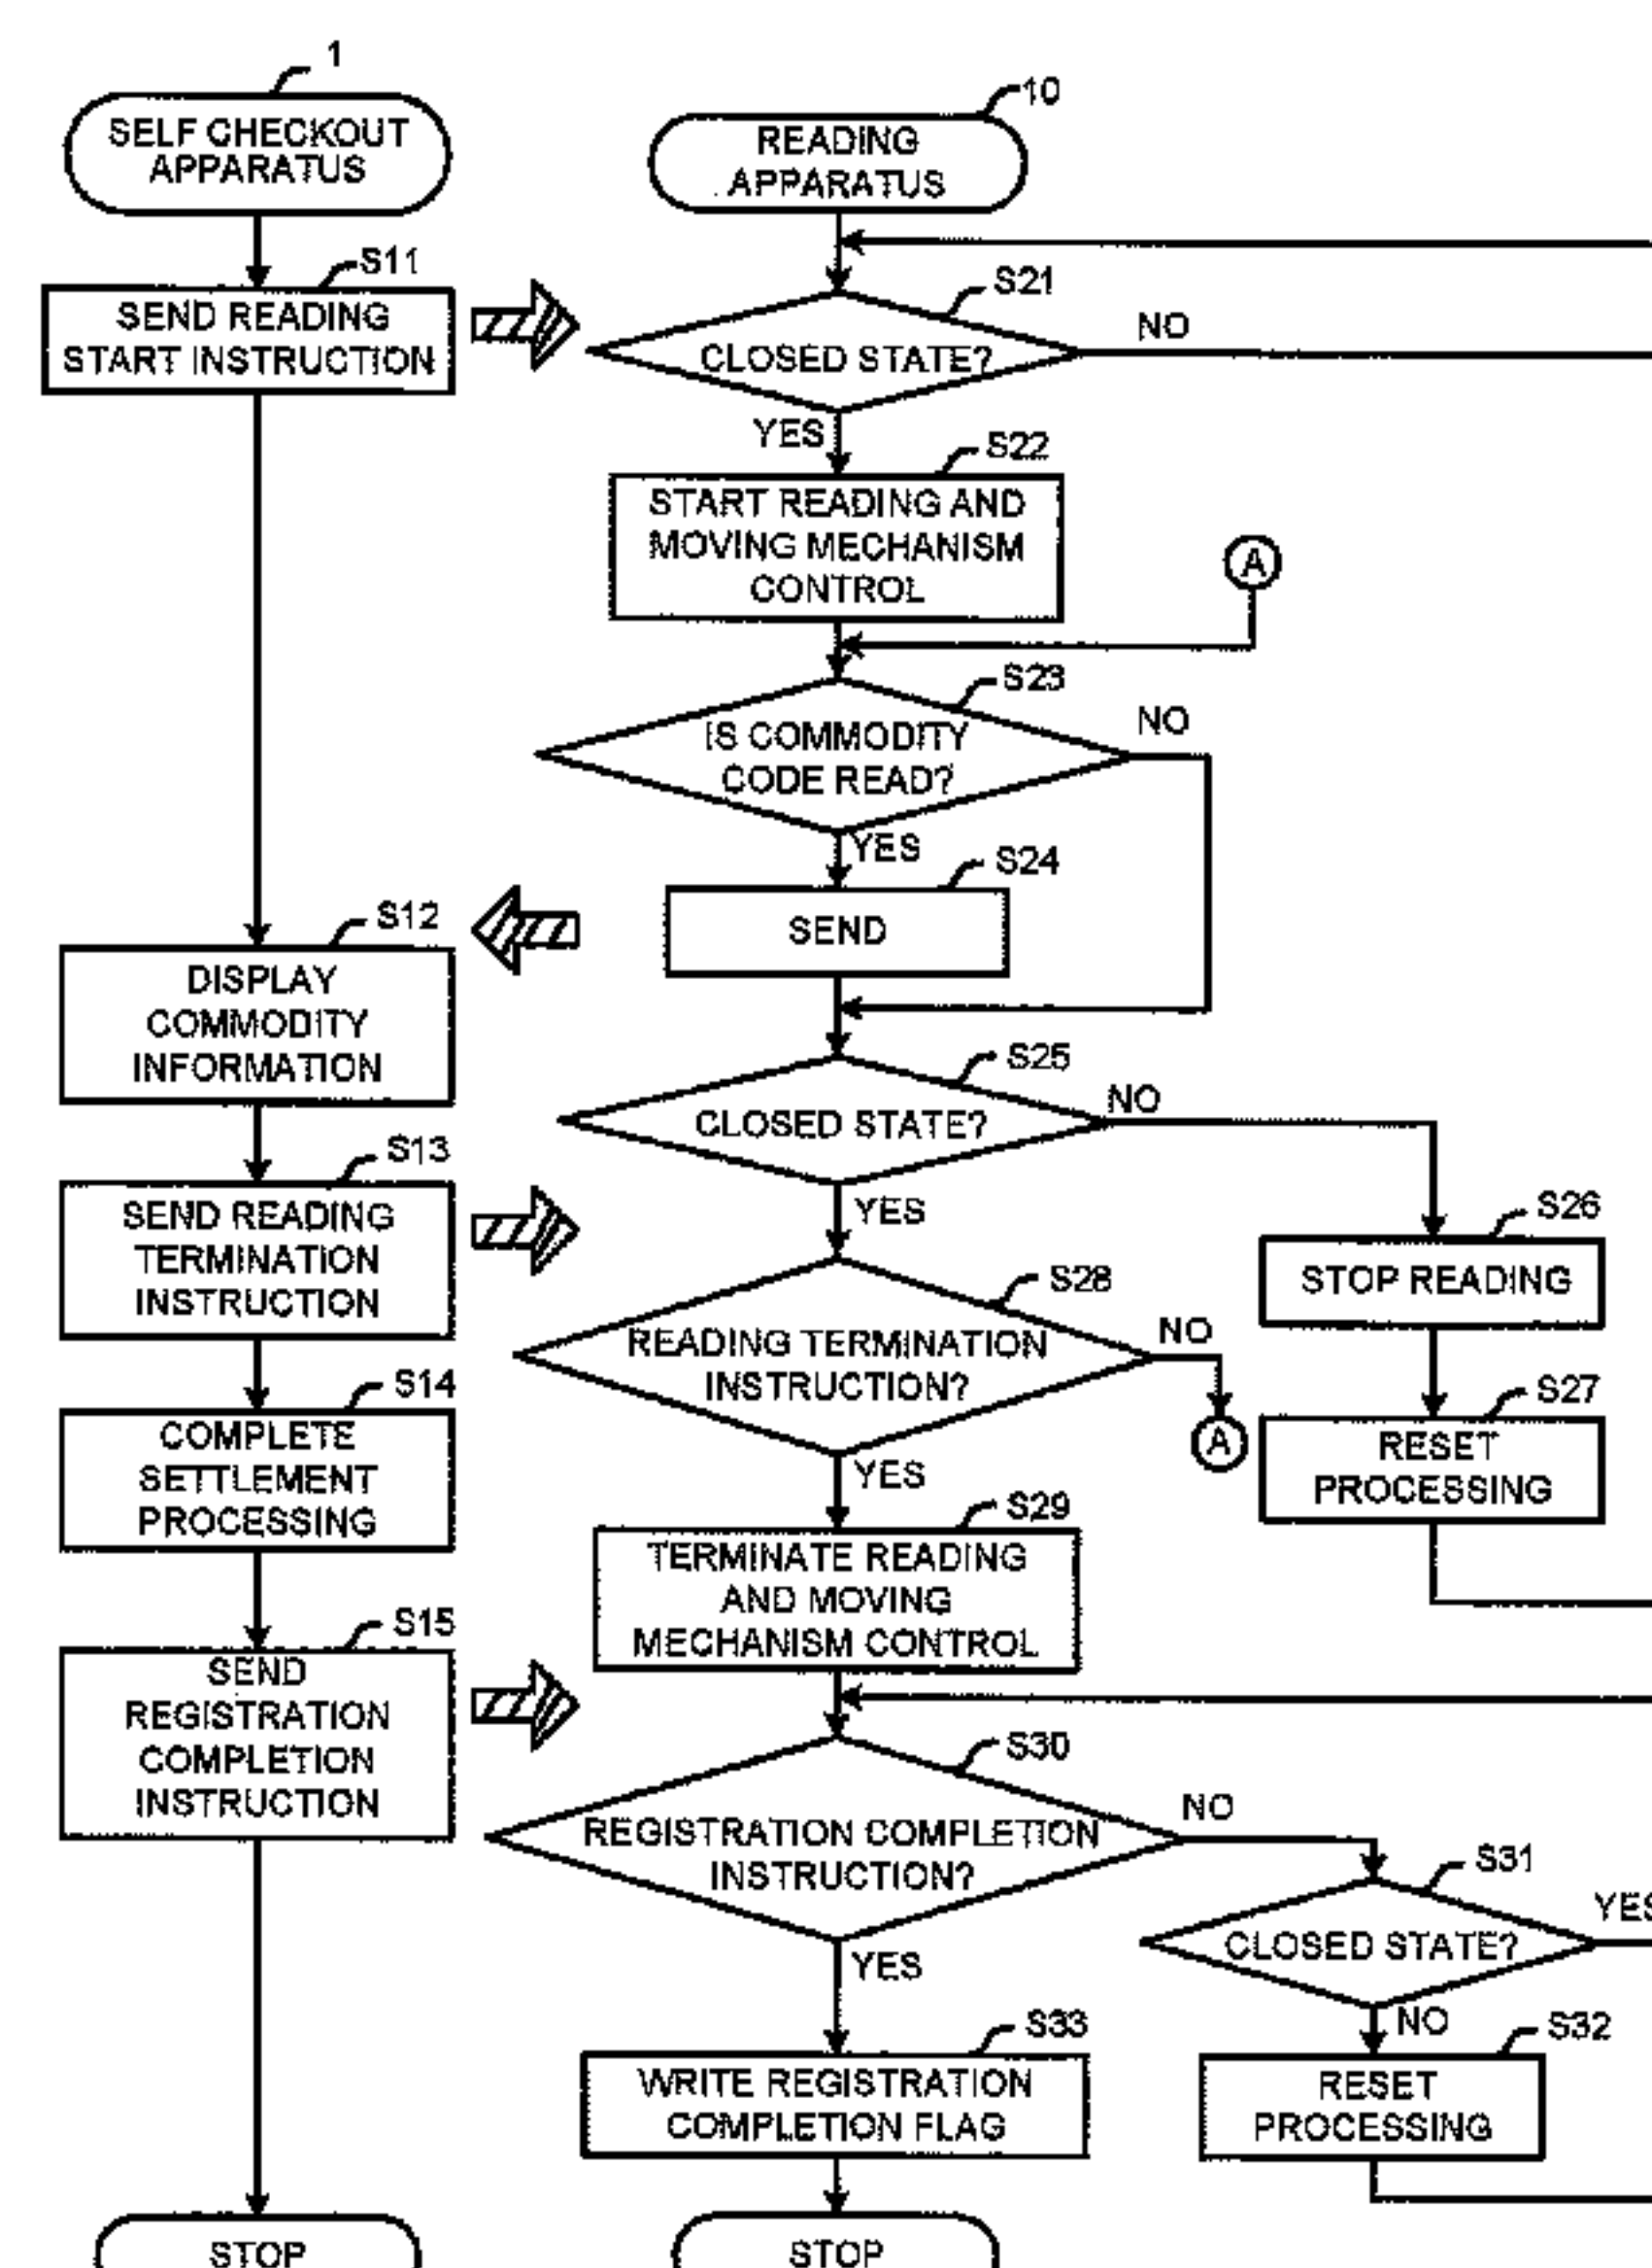 1
SELF CHECKOUT
APPARATUS
S11
SEND READING
START INSTRUCTION
S12
DISPLAY
COMMODITY
INFORMATION
S13
SEND READING
TERMINATION
INSTRUCTION
S14
COMPLETE
SETTLEMENT
PROCESSING
S15
SEND
REGISTRATION
COMPLETION
INSTRUCTION
STOP
10
READING
APPARATUS
S21
CLOSED STATE?
NO
YES
S22
START READING AND
MOVING MECHANISM
CONTROL
A
S23
IS COMMODITY
CODE READ?
NO
YES
S24
SEND
S25
CLOSED STATE?
NO
YES
S26
STOP READING
S27
RESET
PROCESSING
S28
READING TERMINATION
INSTRUCTION?
NO
A
YES
S29
TERMINATE READING
AND MOVING
MECHANISM CONTROL
S30
REGISTRATION COMPLETION
INSTRUCTION?
NO
YES
S31
CLOSED STATE?
YES
NO
S32
RESET
PROCESSING
S33
WRITE REGISTRATION
COMPLETION FLAG
STOP